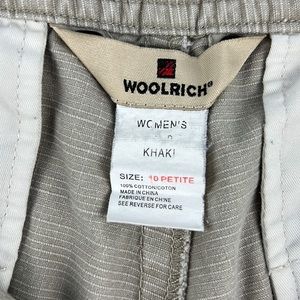 WOOLRICH®
WOMEN'S
KHAKI
SIZE: 10 PETITE
100% COTTON/COTON
MADE IN CHINA
FABRIQUE EN CHINE
SEE REVERSE FOR CARE